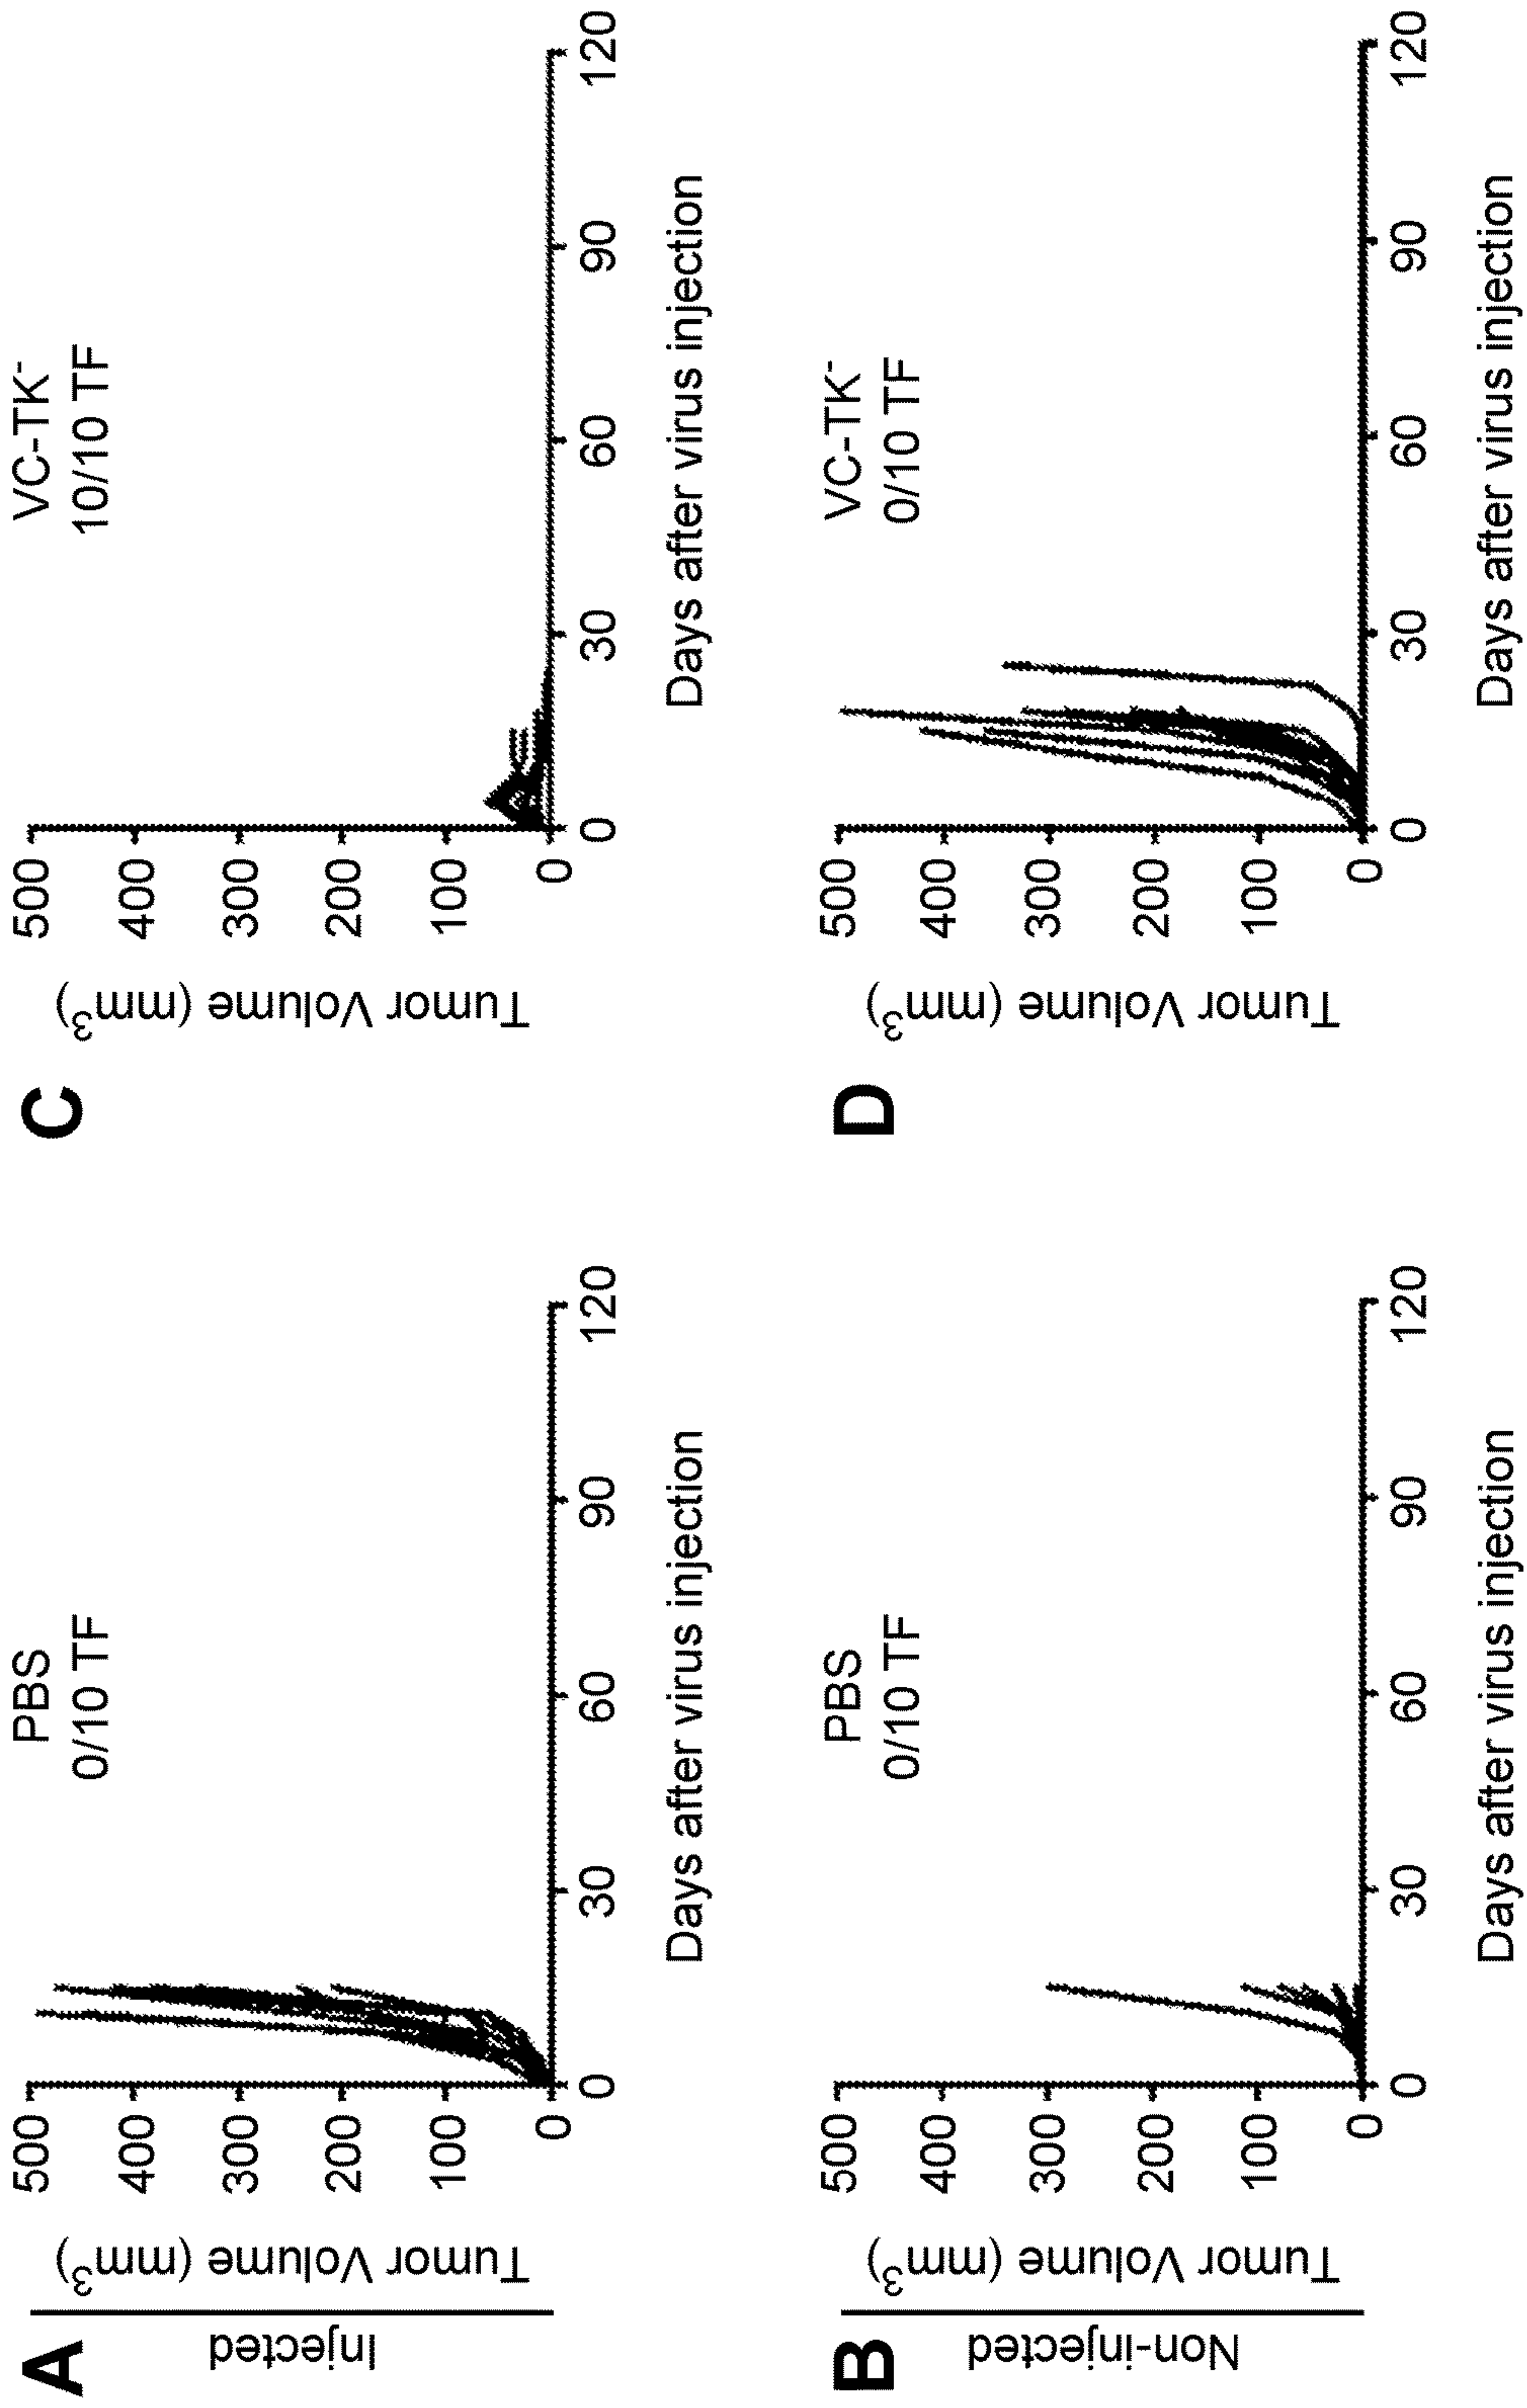 A
Injected
Tumor Volume (mm³)
500
400
300
200
100
0
PBS
0/10 TF
0 30 60 90 120
Days after virus injection
C
Tumor Volume (mm³)
500
400
300
200
100
0
VC-TK⁻
10/10 TF
0 30 60 90 120
Days after virus injection
B
Non-injected
Tumor Volume (mm³)
500
400
300
200
100
0
PBS
0/10 TF
0 30 60 90 120
Days after virus injection
D
Tumor Volume (mm³)
500
400
300
200
100
0
VC-TK⁻
0/10 TF
0 30 60 90 120
Days after virus injection